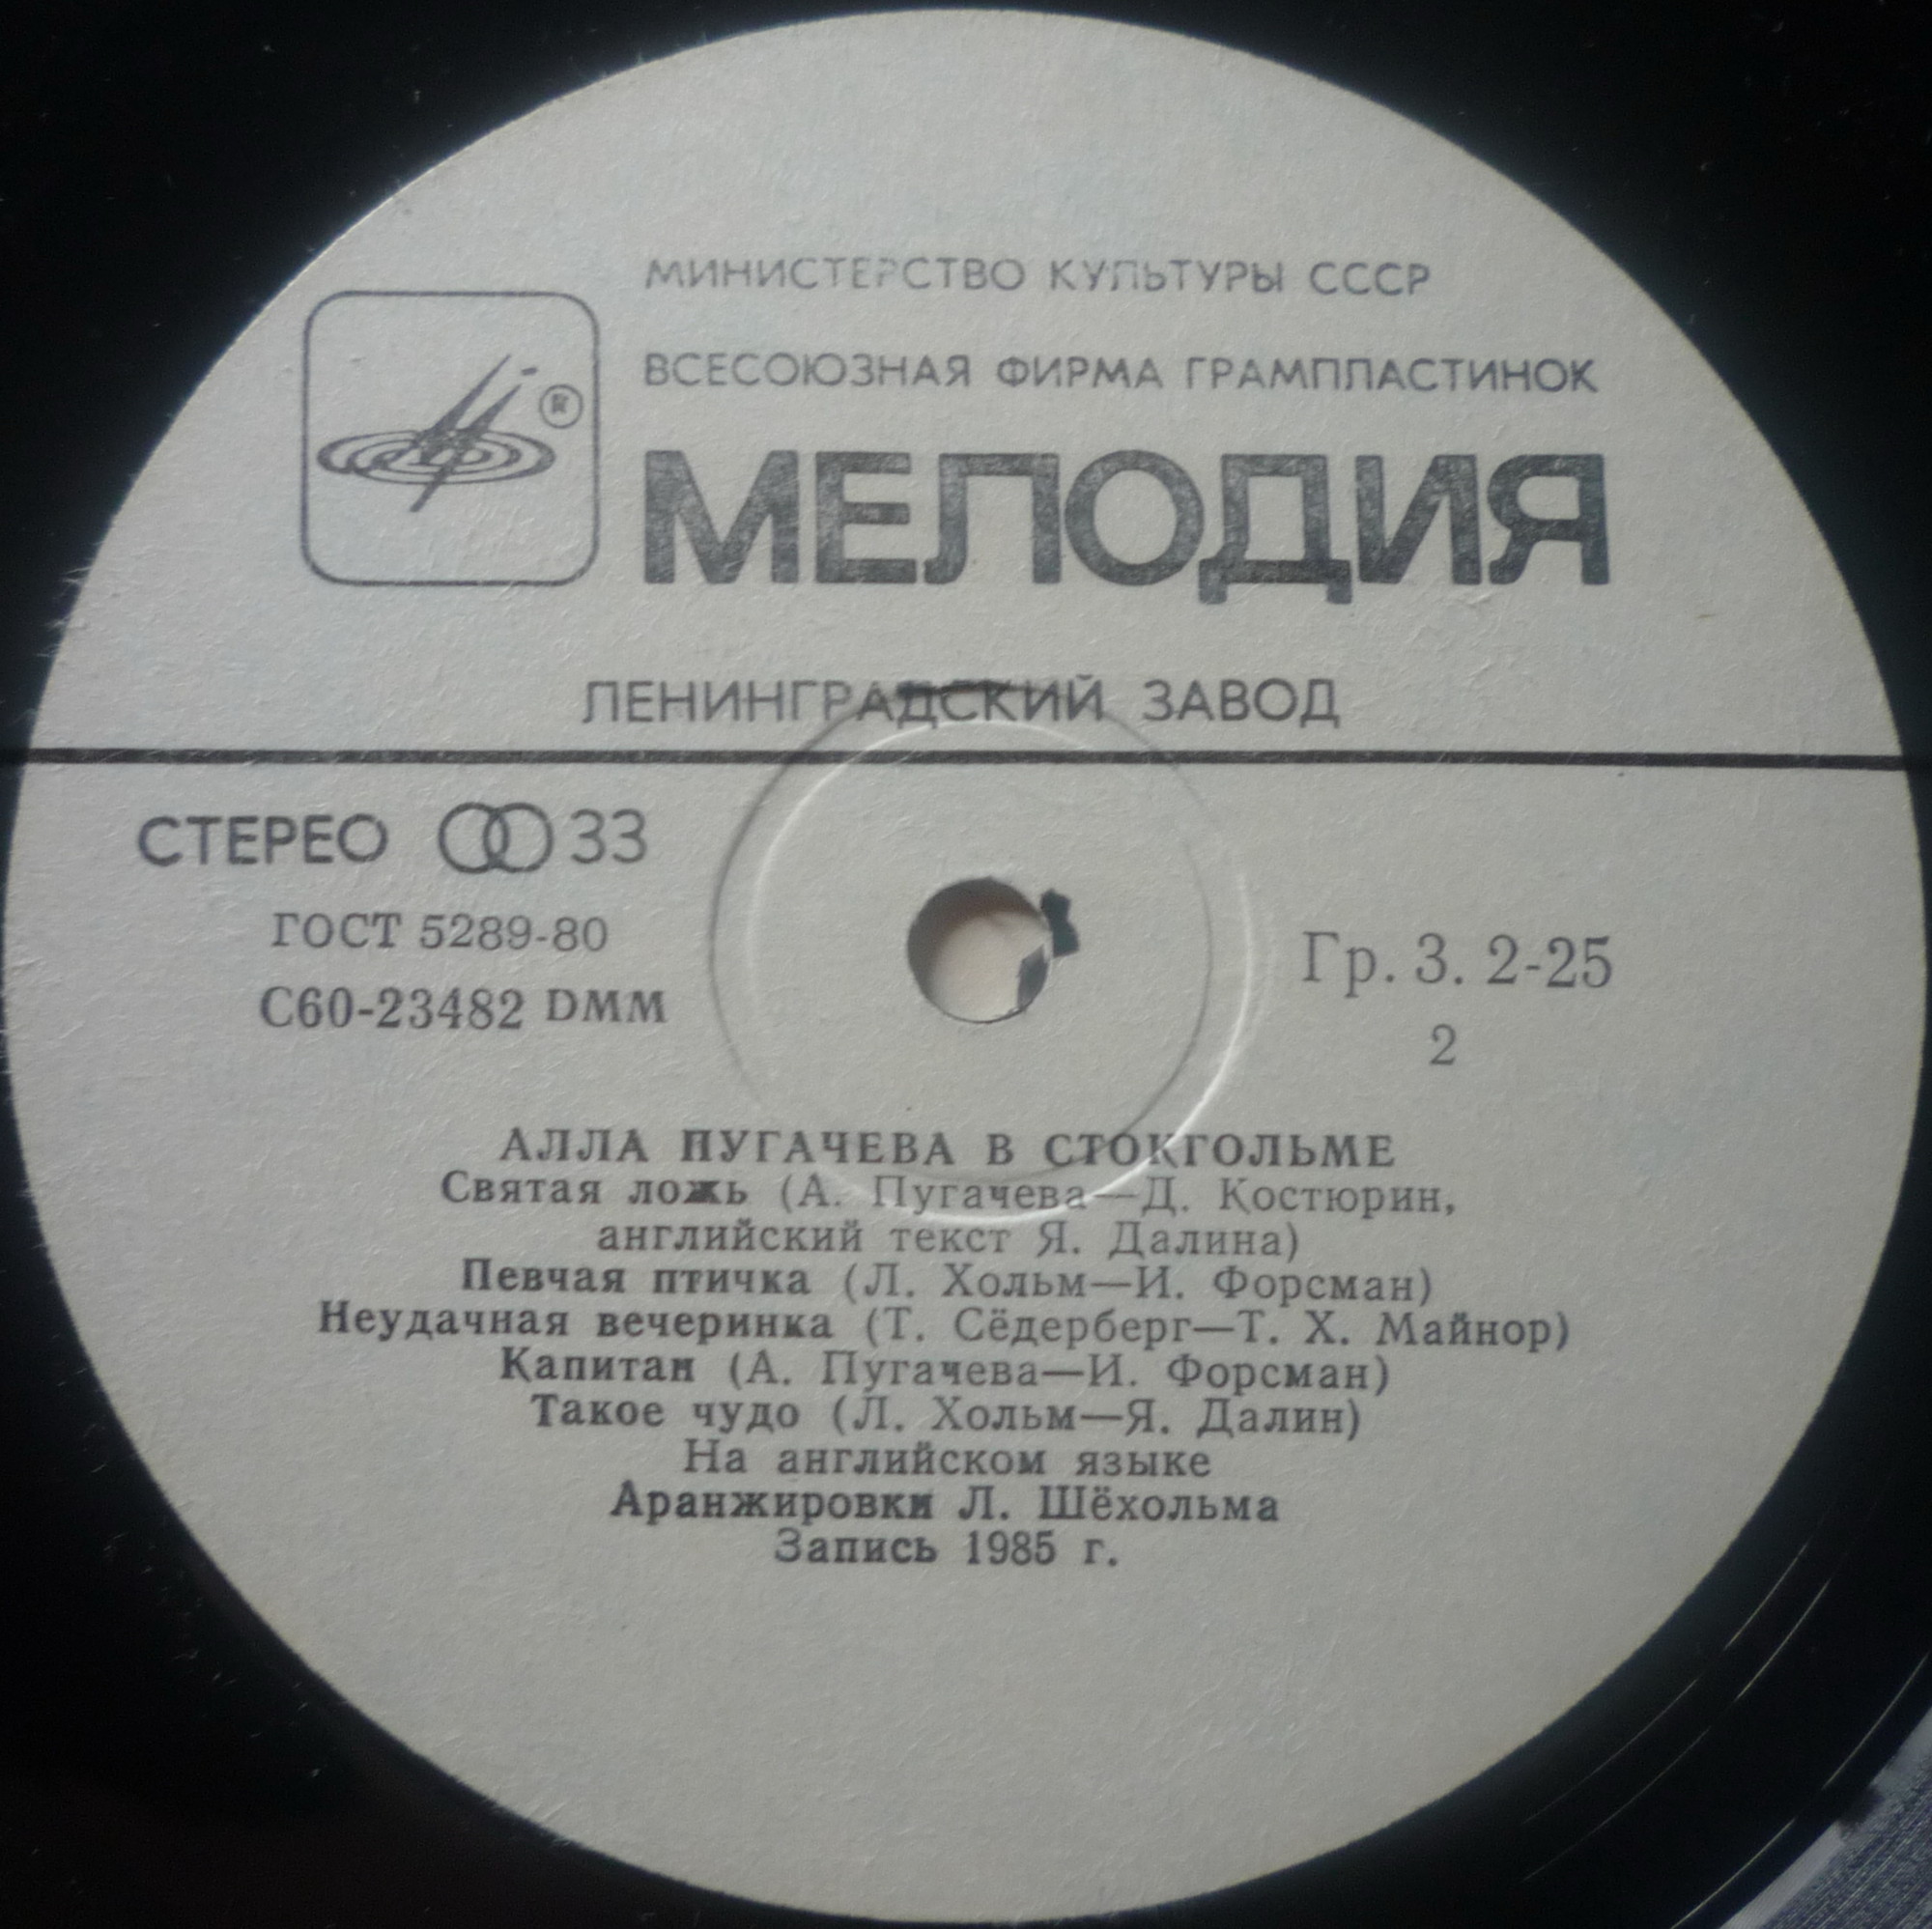 МИНИСТЕРСТВО КУЛЬТУРЫ СССР
ВСЕСОЮЗНАЯ ФИРМА ГРАМПЛАСТИНОК
®
МЕЛОДИЯ
ЛЕНИНГРАДСКИЙ ЗАВОД
СТЕРЕО 33
ГОСТ 5289-80
С60-23482 DMM
Гр. 3. 2-25
2
АЛЛА ПУГАЧЕВА В СТОКГОЛЬМЕ
Святая ложь (А. Пугачева—Д. Костюрин,
английский текст Я. Далина)
Певчая птичка (Л. Хольм—И. Форсман)
Неудачная вечеринка (Т. Сёдерберг—Т. Х. Майнор)
Капитан (А. Пугачева—И. Форсман)
Такое чудо (Л. Хольм—Я. Далин)
На английском языке
Аранжировки Л. Шёхольма
Запись 1985 г.